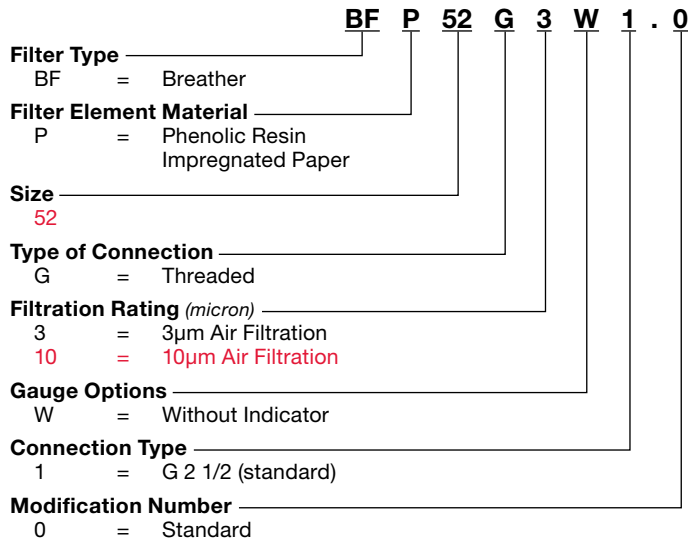 BF P 52 G 3 W 1 . 0
Filter Type
BF = Breather
Filter Element Material
P = Phenolic Resin
Impregnated Paper
Size
52
Type of Connection
G = Threaded
Filtration Rating (micron)
3 = 3µm Air Filtration
10 = 10µm Air Filtration
Gauge Options
W = Without Indicator
Connection Type
1 = G 2 1/2 (standard)
Modification Number
0 = Standard